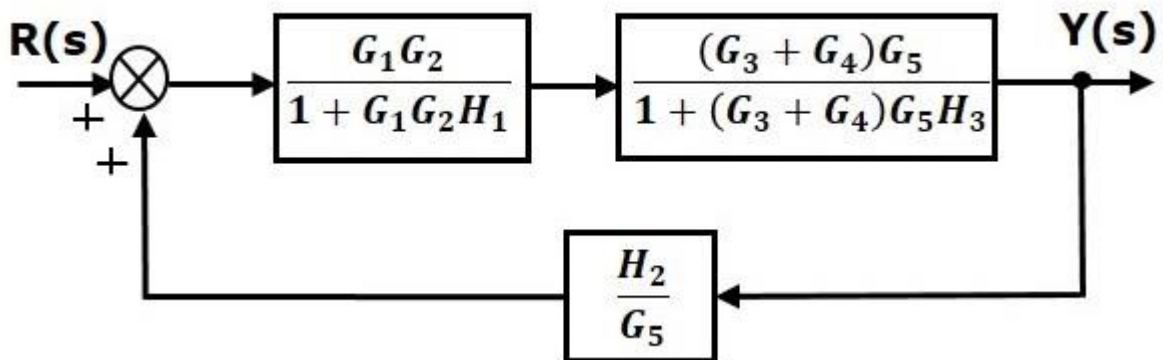 R(s)
Y(s)
+
+
G₁G₂
1 + G₁G₂H₁
(G₃ + G₄)G₅
1 + (G₃ + G₄)G₅H₃
H₂
G₅